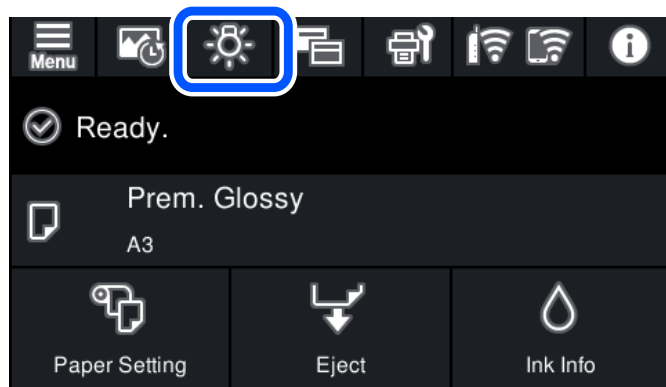 Menu
Ready.
Prem. Glossy
A3
Paper Setting
Eject
Ink Info